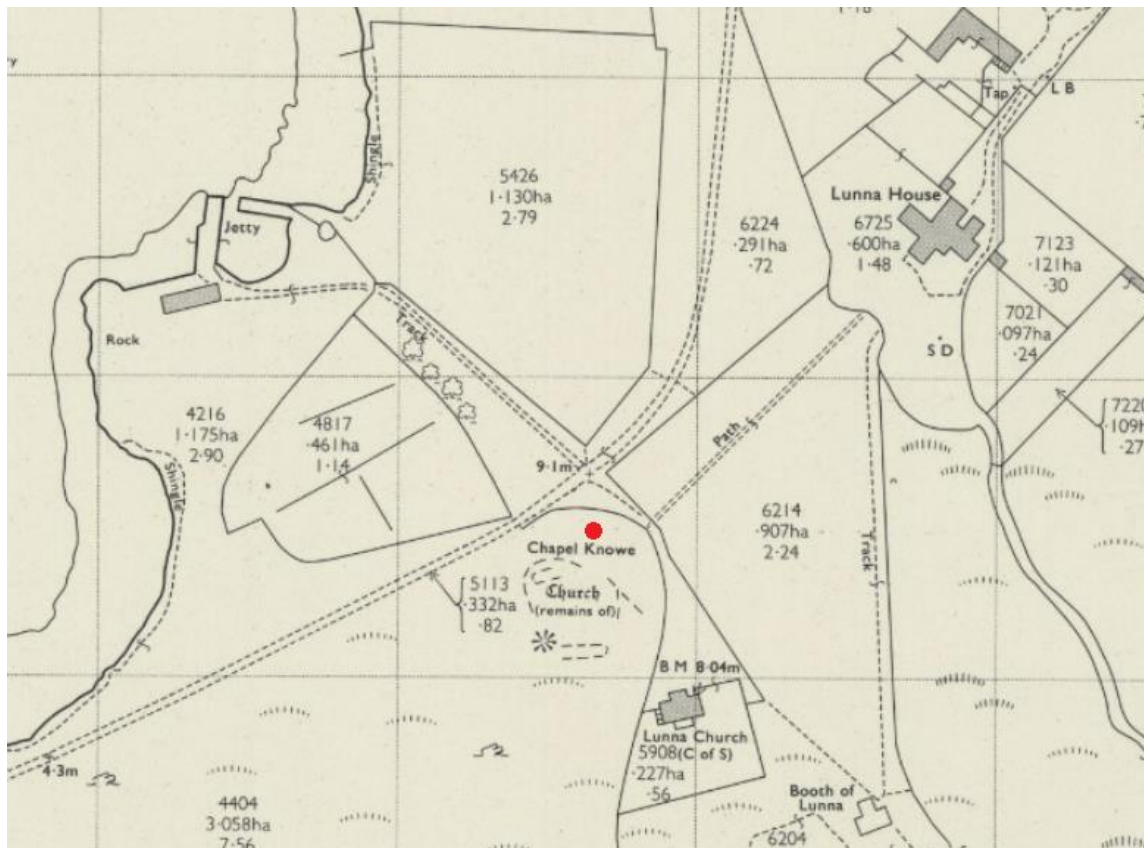 Tap
L B
Shingle
5426
1·130ha
2·79
Jetty
Lunna House
6725
·600ha
1·48
6224
·291ha
·72
7123
·121ha
·30
7021
·097ha
·24
S D
Rock
Track
4216
1·175ha
2·90
4817
·461ha
1·14
Shingle
Path
9·1m
6214
·907ha
2·24
Track
Chapel Knowe
Church
(remains of)
5113
·332ha
·82
B M 8·04m
Lunna Church
5908(C of S)
·227ha
·56
4·3m
4404
3·058ha
7·56
Booth of
Lunna
6204